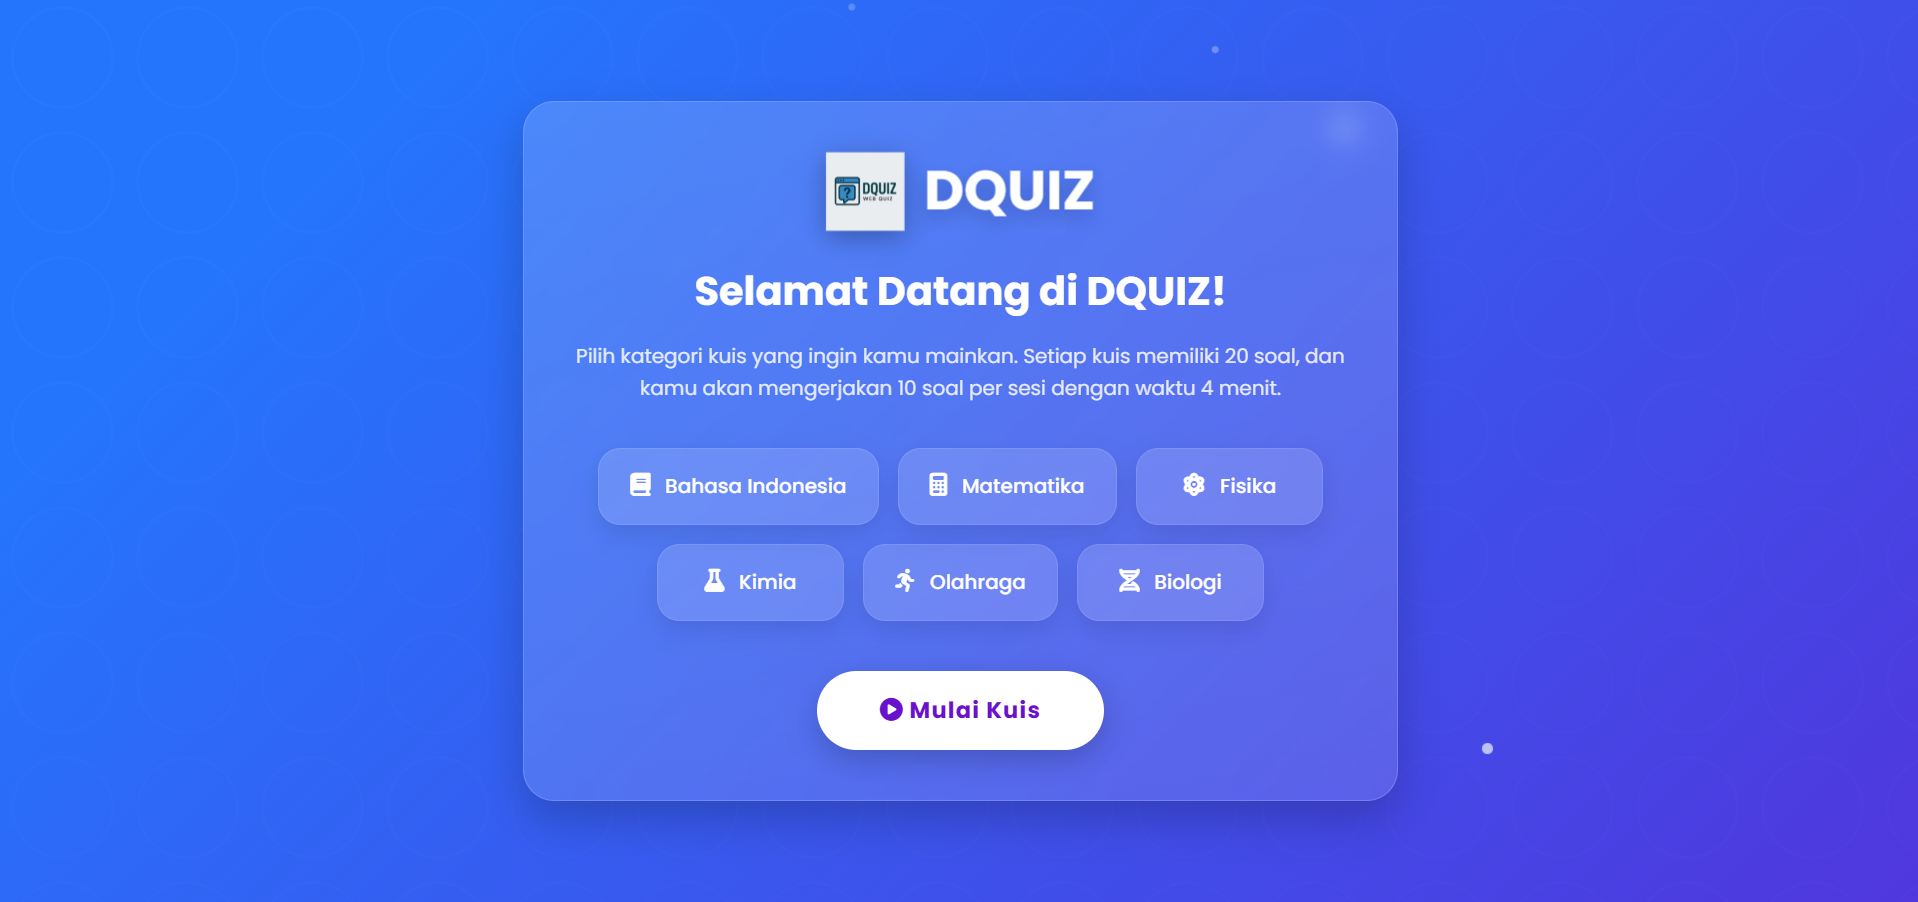 DQUIZ
WEB QUIZ
DQUIZ
Selamat Datang di DQUIZ!
Pilih kategori kuis yang ingin kamu mainkan. Setiap kuis memiliki 20 soal, dan
kamu akan mengerjakan 10 soal per sesi dengan waktu 4 menit.
Bahasa Indonesia
Matematika
Fisika
Kimia
Olahraga
Biologi
Mulai Kuis